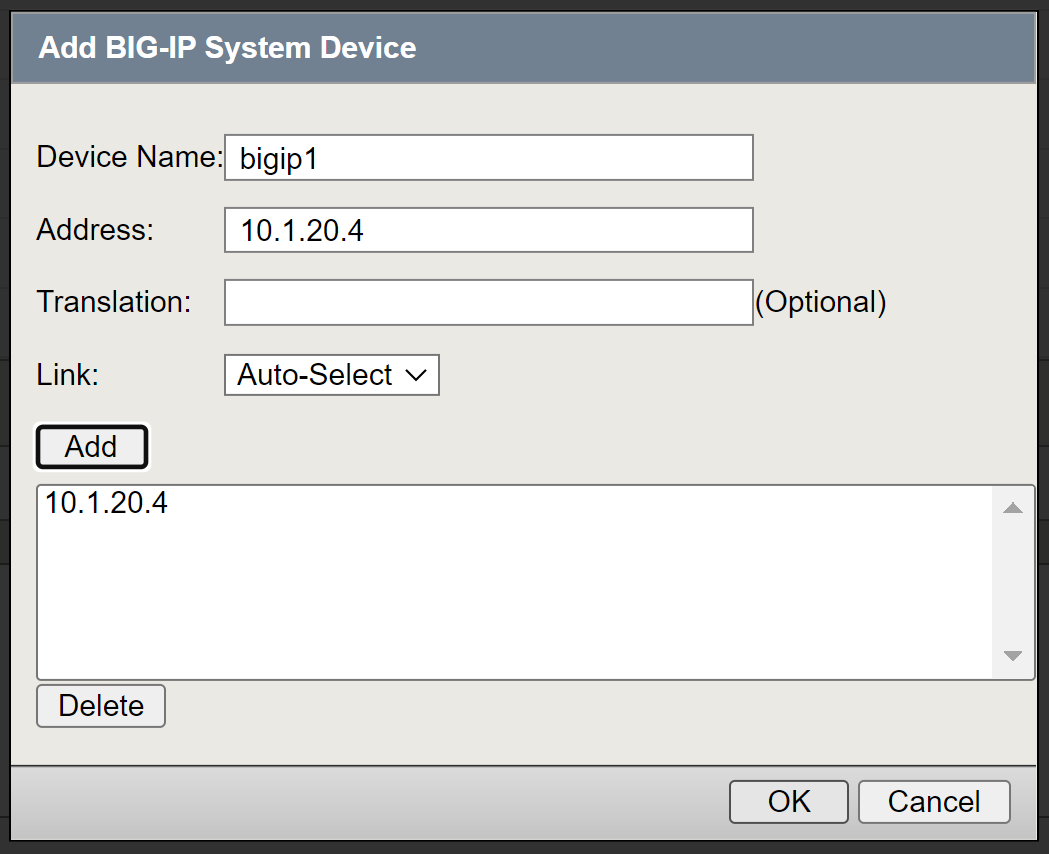 Add BIG-IP System Device
Device Name: bigip1
Address: 10.1.20.4
Translation: (Optional)
Link: Auto-Select
Add
10.1.20.4
Delete
OK Cancel